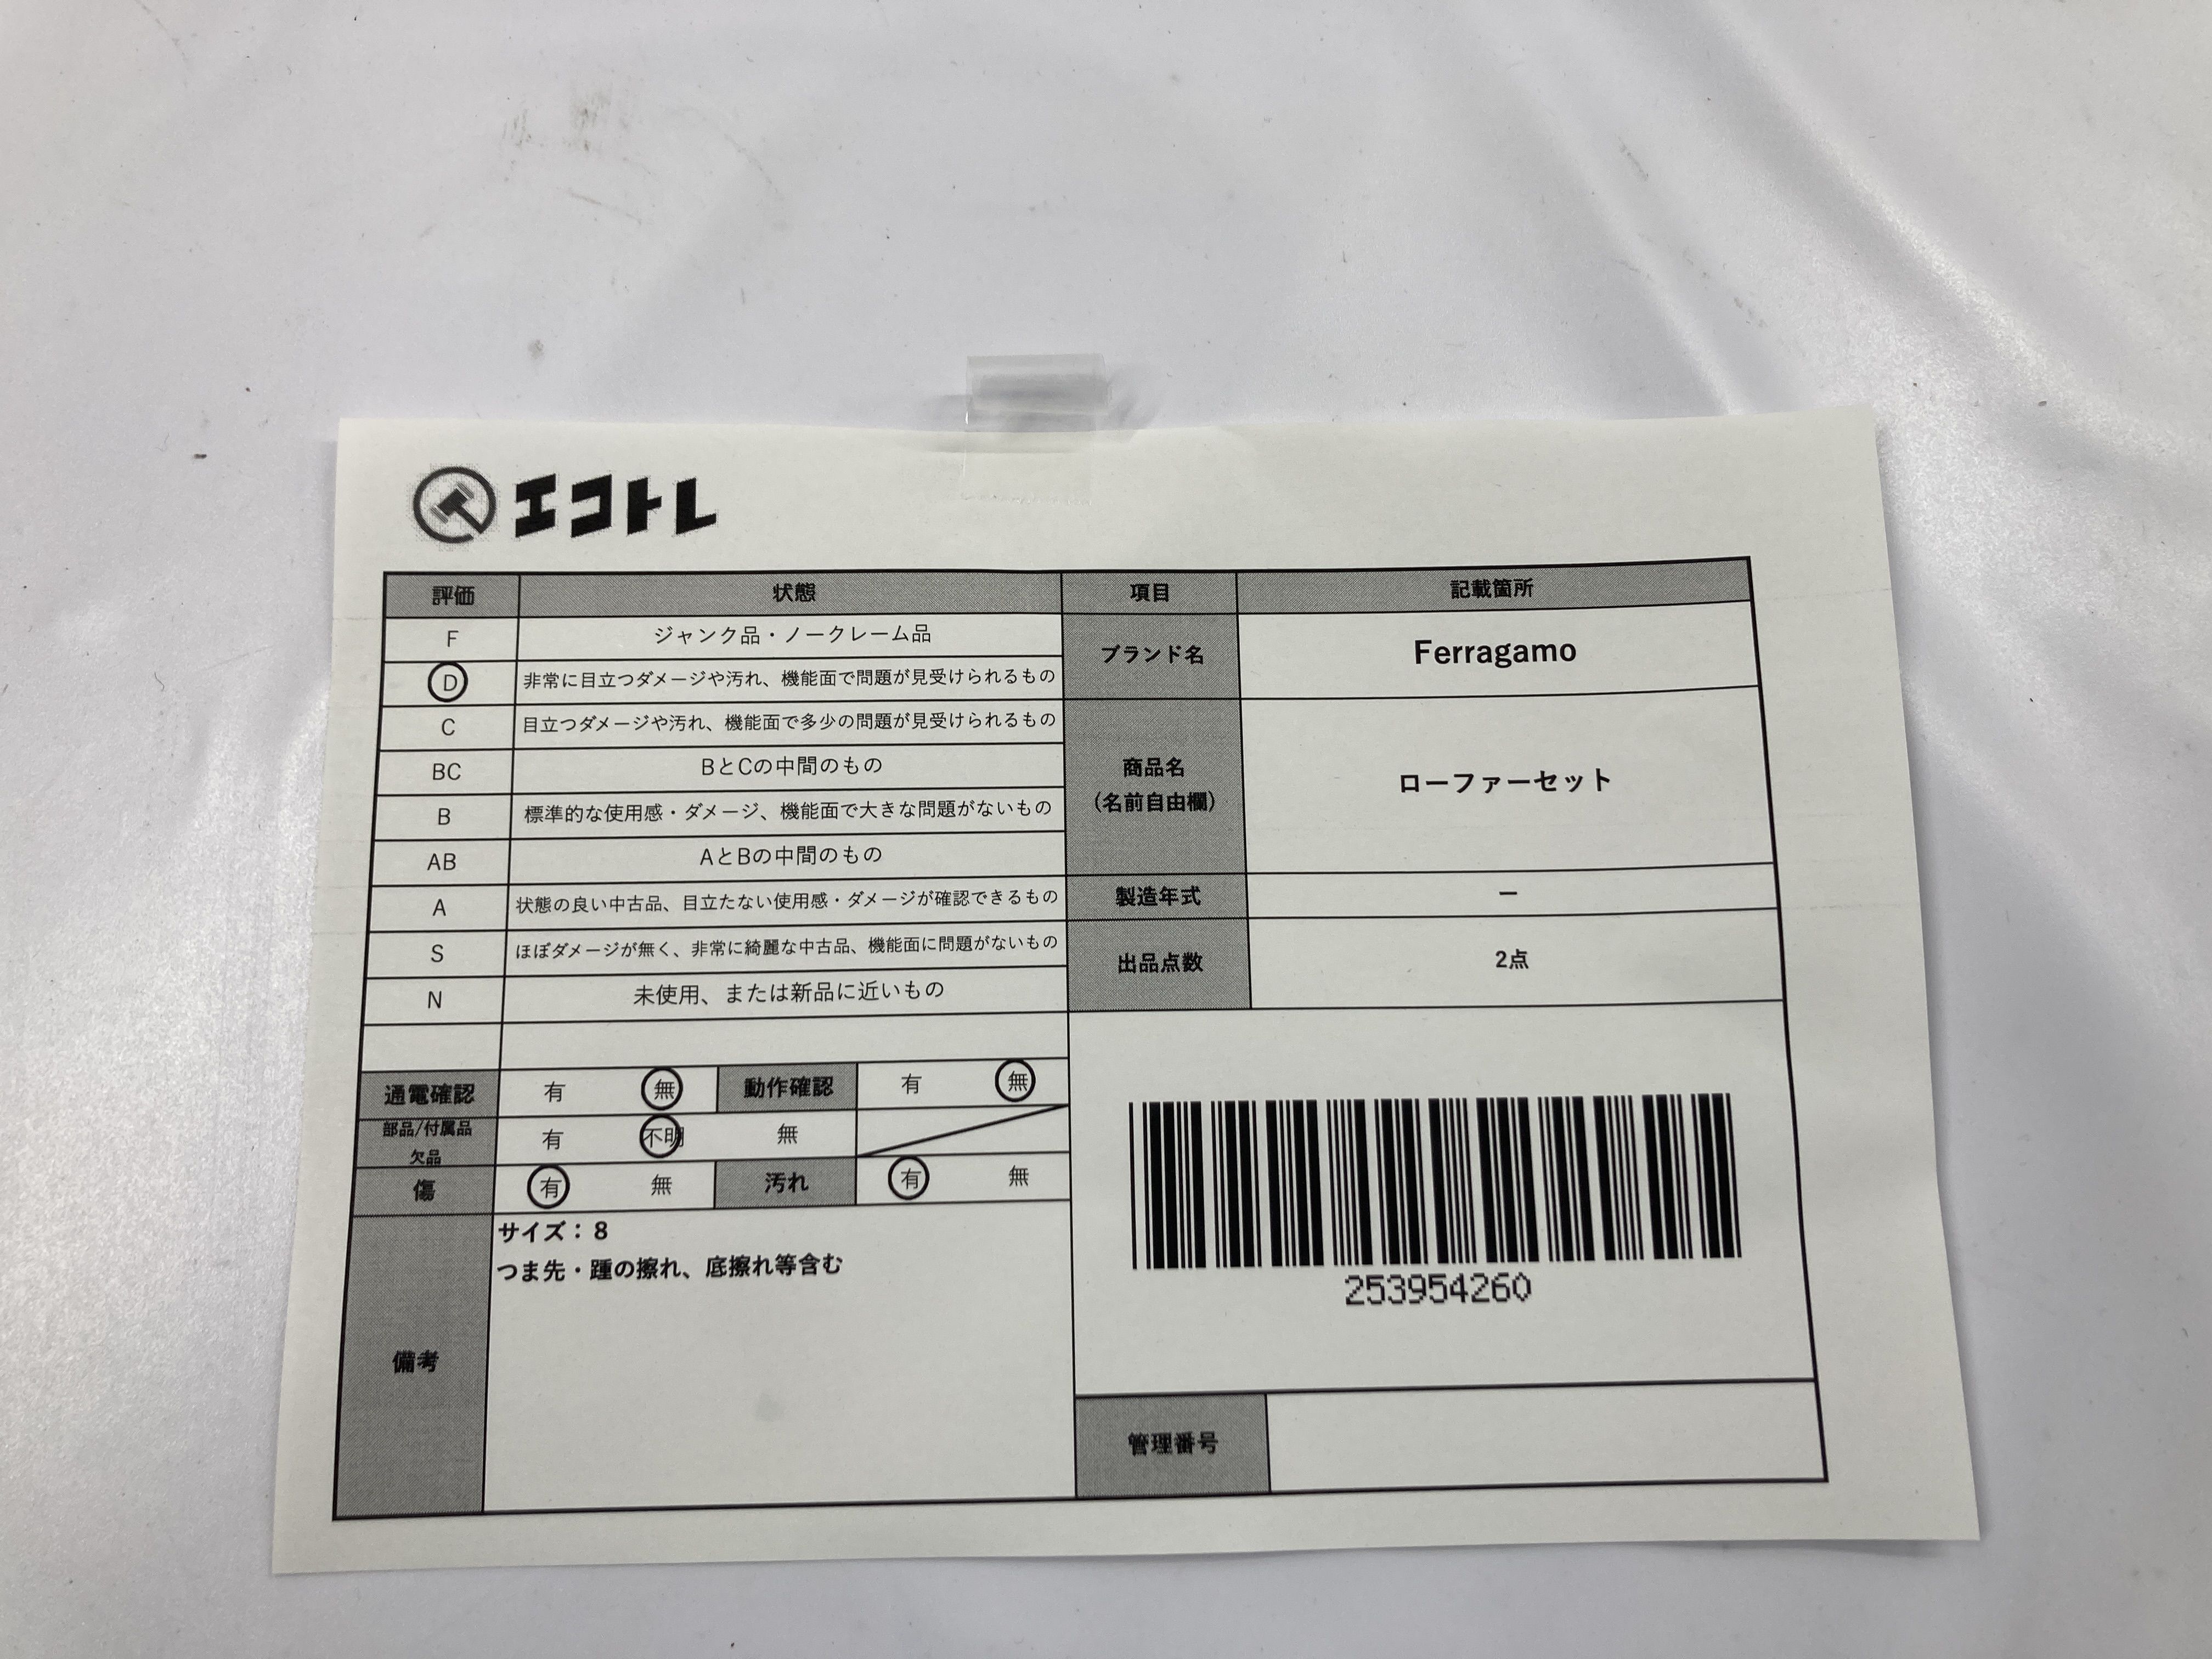 エコトレ
評価 状態 項目 記載箇所
F ジャンク品・ノークレーム品
D 非常に目立つダメージや汚れ、機能面で問題が見受けられるもの
C 目立つダメージや汚れ、機能面で多少の問題が見受けられるもの
BC BとCの中間のもの
B 標準的な使用感・ダメージ、機能面で大きな問題がないもの
AB AとBの中間のもの
A 状態の良い中古品、目立たない使用感・ダメージが確認できるもの
S ほぼダメージが無く、非常に綺麗な中古品、機能面に問題がないもの
N 未使用、または新品に近いもの
ブランド名 Ferragamo
商品名
（名前自由欄）
ローファーセット
製造年式 ー
出品点数 2点
通電確認 有 無 動作確認 有 無
部品/付属品
欠品
有 不明 無
傷 有 無 汚れ 有 無
備考
サイズ：8
つま先・踵の擦れ、底擦れ等含む
253954260
管理番号